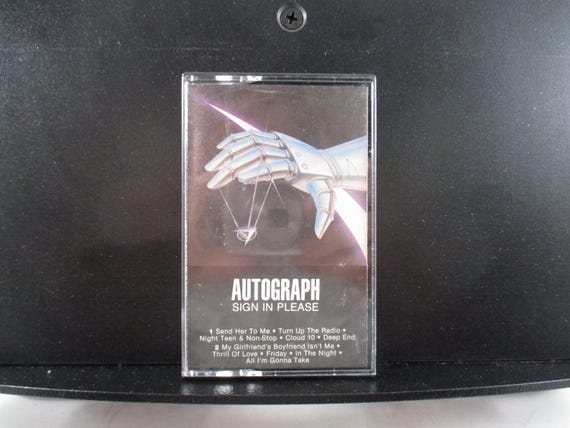 AUTOGRAPH
SIGN IN PLEASE
1 Send Her To Me • Turn Up The Radio •
Night Teen & Non-Stop • Cloud 10 • Deep End
2 My Girlfriend's Boyfriend Isn't Me •
Thrill Of Love • Friday • In The Night •
All I'm Gonna Take